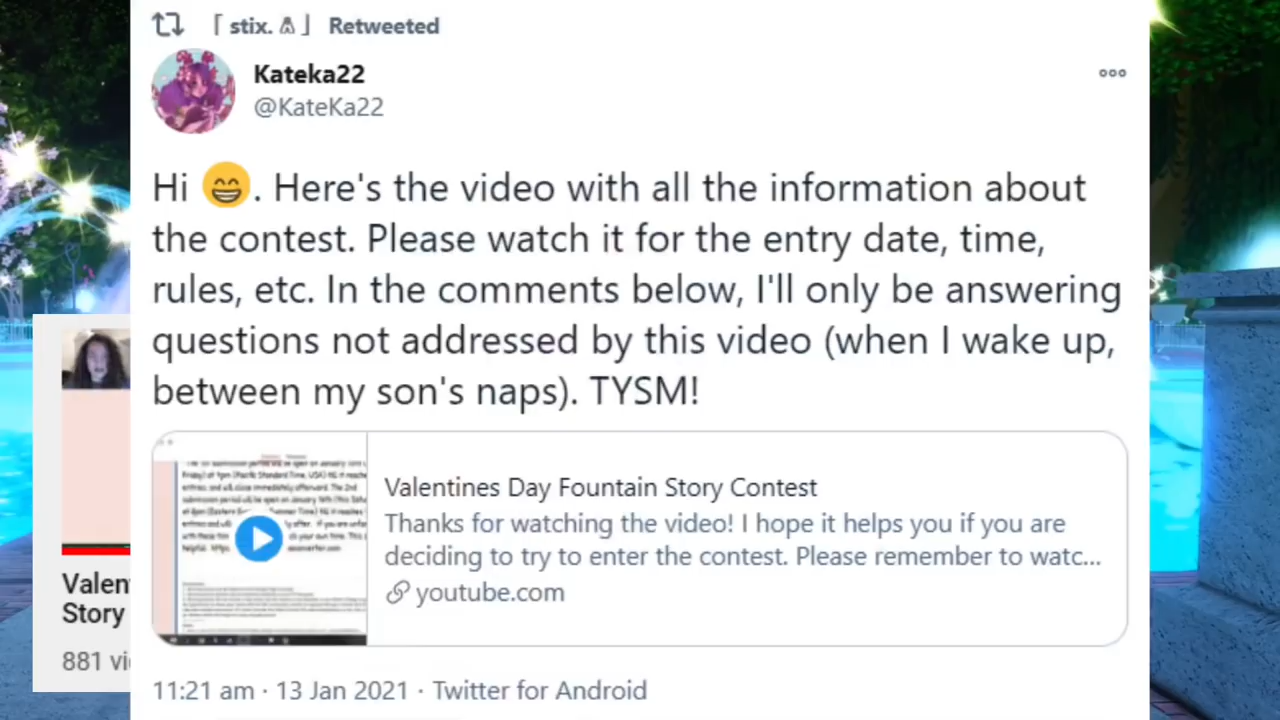 「 stix. 」 Retweeted
Kateka22
@KateKa22
Hi 😁. Here's the video with all the information about
the contest. Please watch it for the entry date, time,
rules, etc. In the comments below, I'll only be answering
questions not addressed by this video (when I wake up,
between my son's naps). TYSM!
Valentines Day Fountain Story Contest
Thanks for watching the video! I hope it helps you if you are
deciding to try to enter the contest. Please remember to watc...
youtube.com
11:21 am · 13 Jan 2021 · Twitter for Android
Valen
Story
881 vi